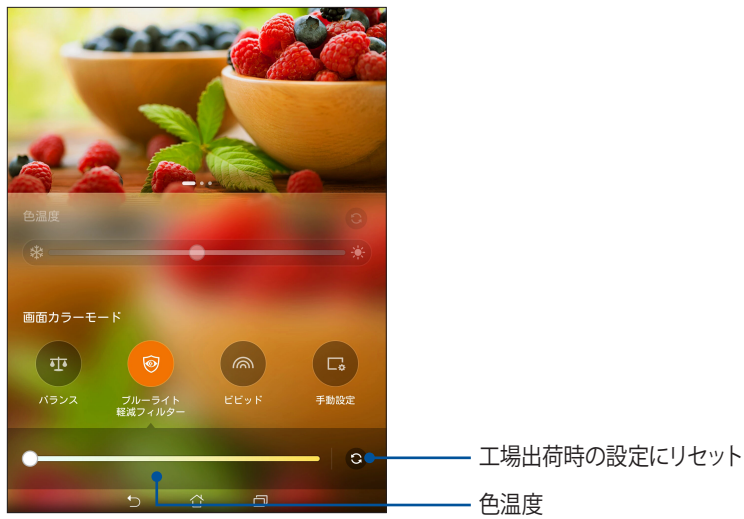 色温度
画面カラーモード
バランス
ブルーライト
軽減フィルター
ビビッド
手動設定
工場出荷時の設定にリセット
色温度